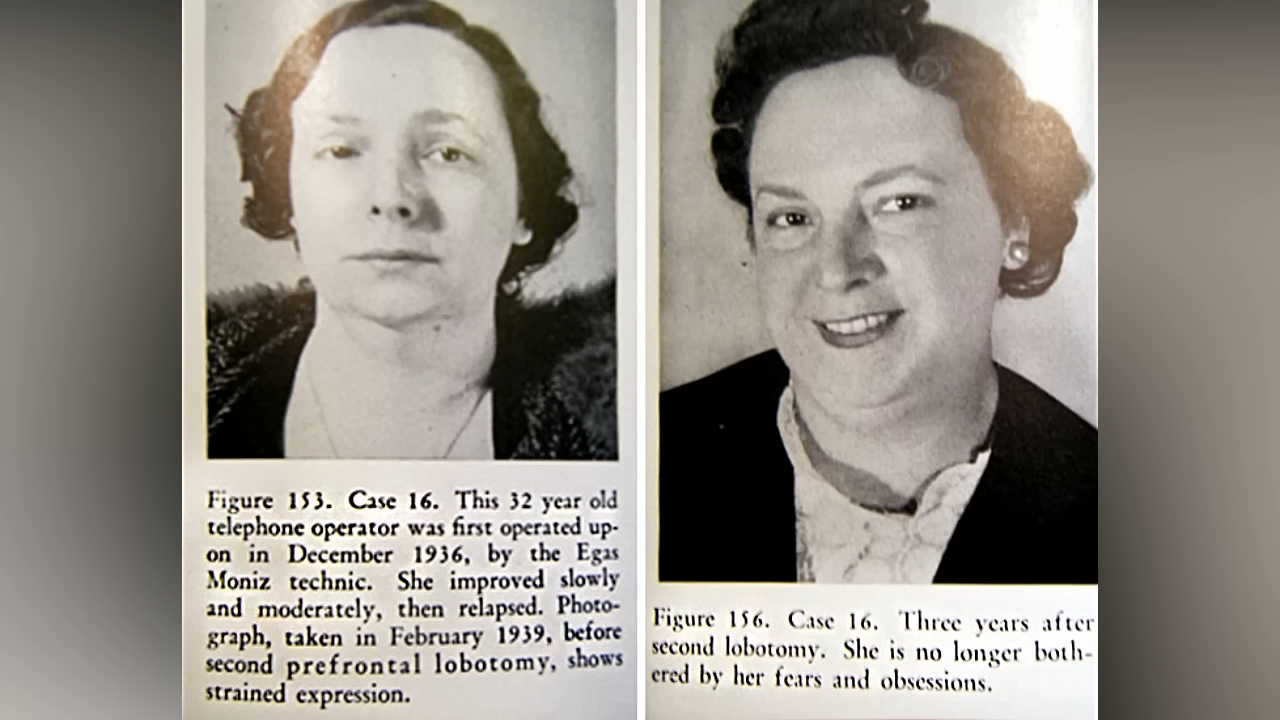 Figure 153. Case 16. This 32 year old
telephone operator was first operated up-
on in December 1936, by the Egas
Moniz technic. She improved slowly
and moderately, then relapsed. Photo-
graph, taken in February 1939, before
second prefrontal lobotomy, shows
strained expression.
Figure 156. Case 16. Three years after
second lobotomy. She is no longer both-
ered by her fears and obsessions.